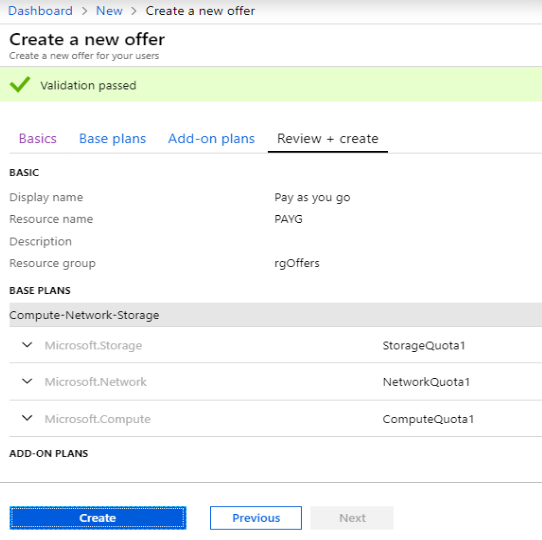 Dashboard > New > Create a new offer
Create a new offer
Create a new offer for your users
Validation passed
Basics Base plans Add-on plans Review + create
BASIC
Display name Pay as you go
Resource name PAYG
Description
Resource group rgOffers
BASE PLANS
Compute-Network-Storage
Microsoft.Storage StorageQuota1
Microsoft.Network NetworkQuota1
Microsoft.Compute ComputeQuota1
ADD-ON PLANS
Create Previous Next